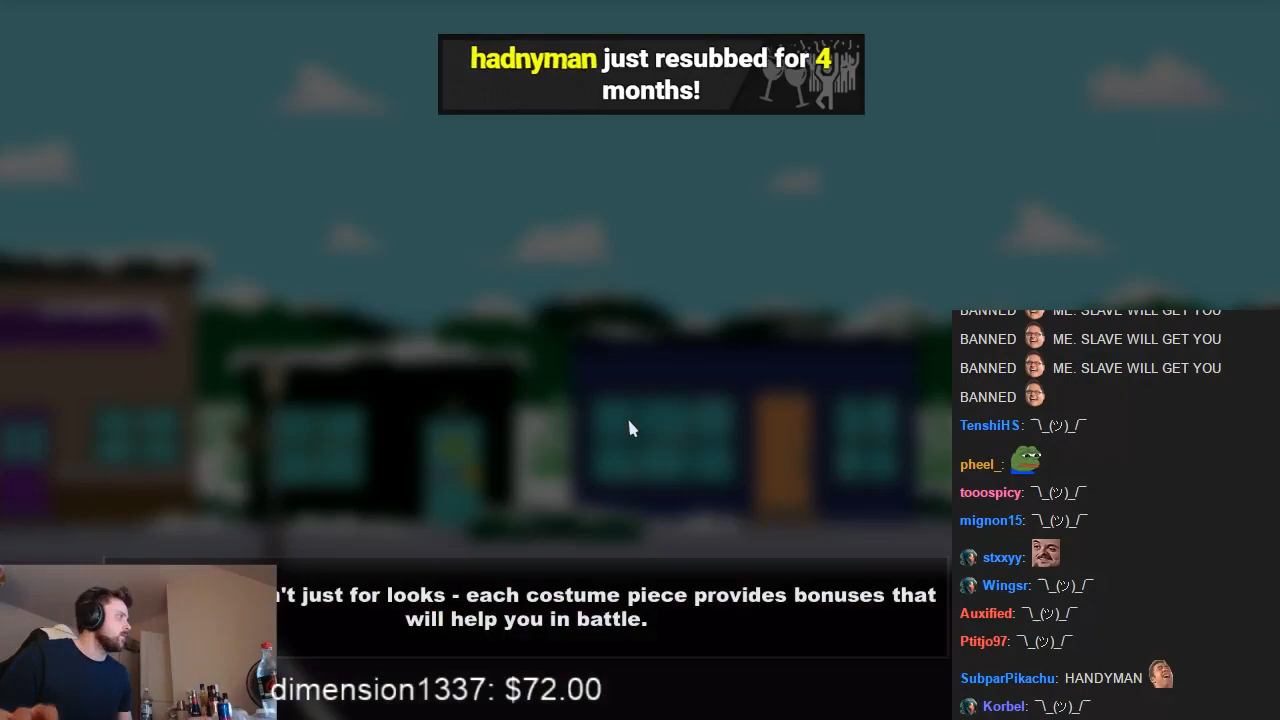 hadnyman just resubbed for 4
months!
BANNED ME. SLAVE WILL GET YOU
BANNED ME. SLAVE WILL GET YOU
BANNED ME. SLAVE WILL GET YOU
BANNED
TenshiHS: ¯\_(ツ)_/¯
pheel_:
tooospicy: ¯\_(ツ)_/¯
mignon15: ¯\_(ツ)_/¯
stxxyy:
Wingsr: ¯\_(ツ)_/¯
Auxified: ¯\_(ツ)_/¯
Ptitjo97: ¯\_(ツ)_/¯
SubparPikachu: HANDYMAN
Korbel: ¯\_(ツ)_/¯
n't just for looks - each costume piece provides bonuses that
will help you in battle.
dimension1337: $72.00